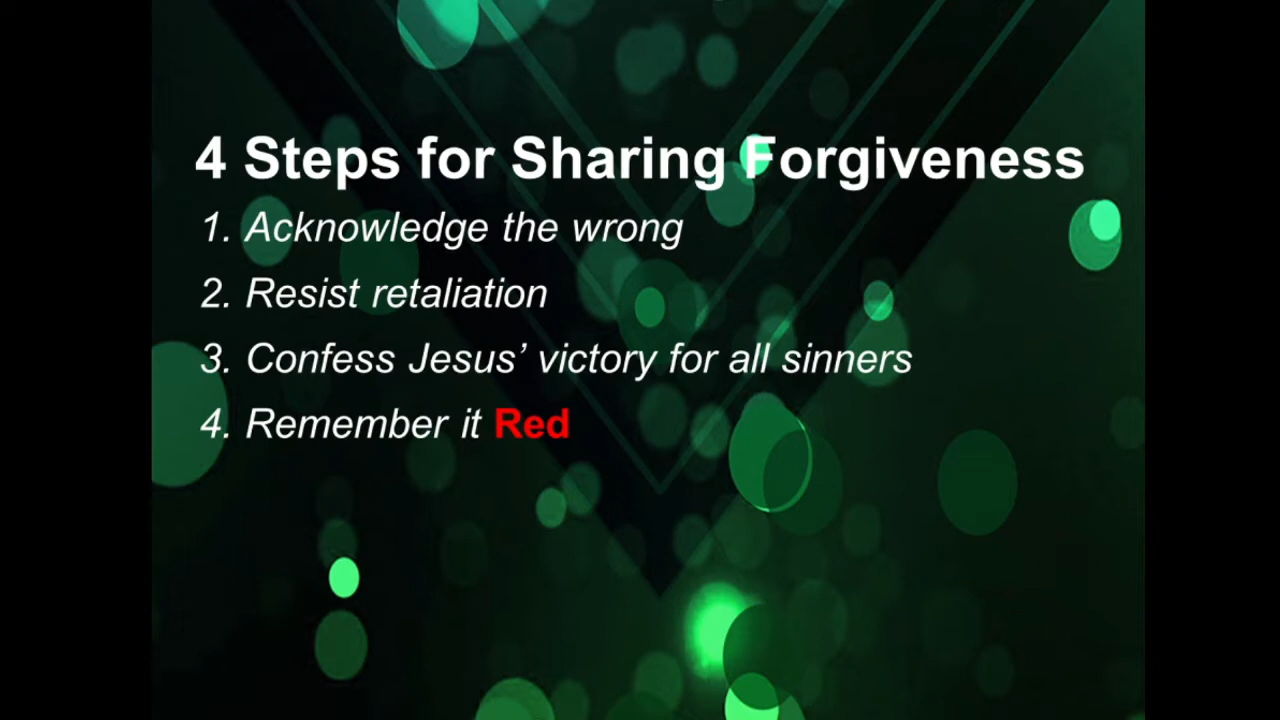 4 Steps for Sharing Forgiveness
1. Acknowledge the wrong
2. Resist retaliation
3. Confess Jesus’ victory for all sinners
4. Remember it Red